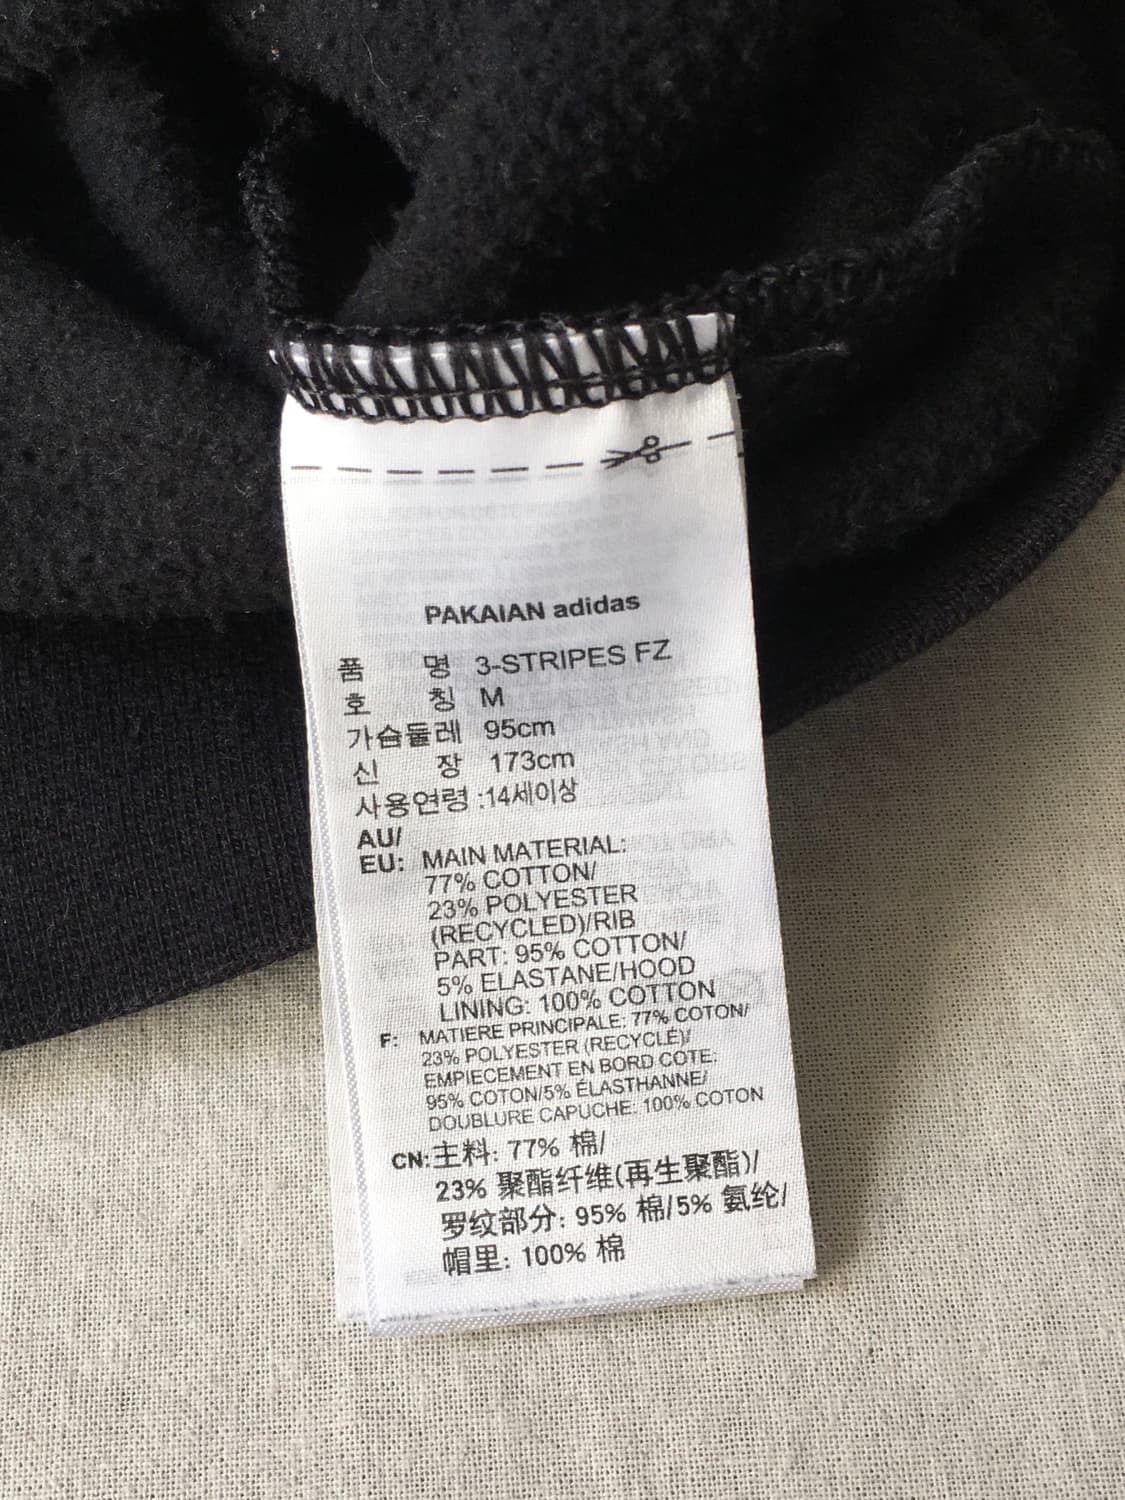 PAKAIAN adidas
품 명 3-STRIPES FZ
호 칭 M
가슴둘레 95cm
신 장 173cm
사용연령 :14세이상
AU/
EU: MAIN MATERIAL:
77% COTTON/
23% POLYESTER
(RECYCLED)/RIB
PART: 95% COTTON/
5% ELASTANE/HOOD
LINING: 100% COTTON
F: MATIERE PRINCIPALE: 77% COTON/
23% POLYESTER (RECYCLÉ)/
EMPIECEMENT EN BORD COTE:
95% COTON/5% ÉLASTHANNE/
DOUBLURE CAPUCHE: 100% COTON
CN:主料: 77% 棉/
23% 聚酯纤维(再生聚酯)/
罗纹部分: 95% 棉/5% 氨纶/
帽里: 100% 棉